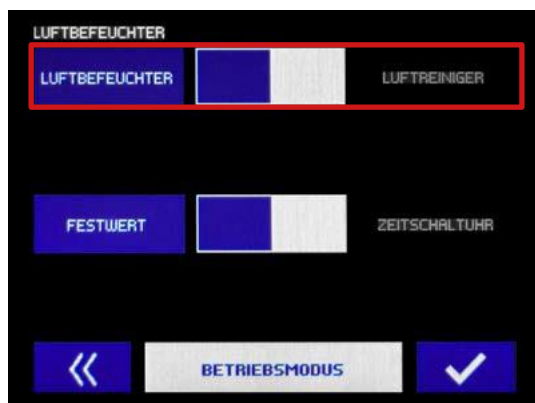 LUFTBEFEUCHTER
LUFTBEFEUCHTER LUFTREINIGER
FESTWERT ZEITSCHALTUHR
BETRIEBSMODUS